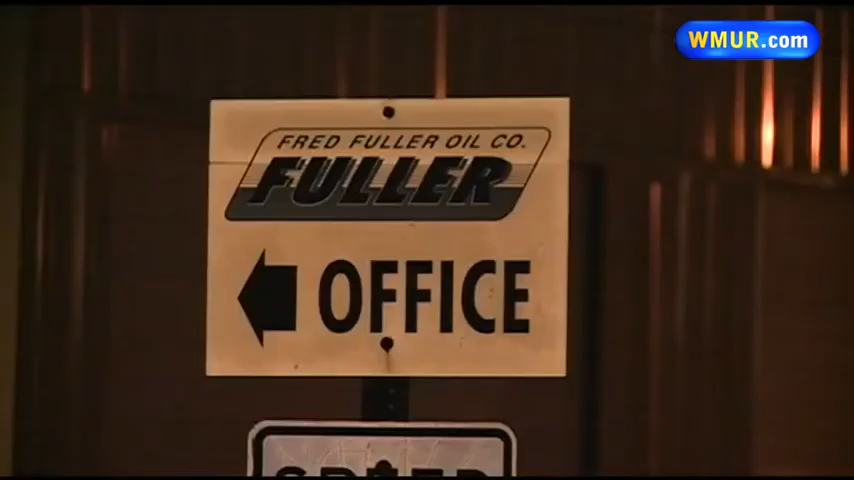 WMUR.com
FRED FULLER OIL CO.
FULLER
OFFICE